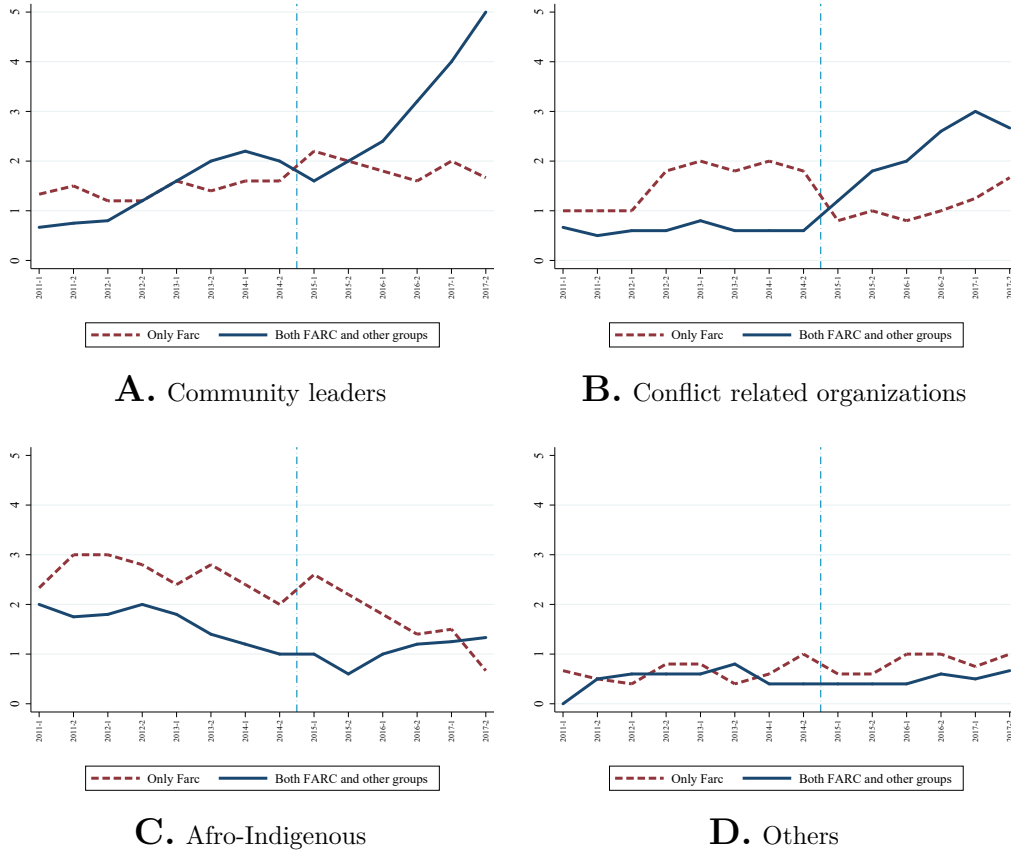 5
4
3
2
1
0
2011-1 2011-2 2012-1 2012-2 2013-1 2013-2 2014-1 2014-2 2015-1 2015-2 2016-1 2016-2 2017-1 2017-2
Only Farc Both FARC and other groups
A. Community leaders
5
4
3
2
1
0
2011-1 2011-2 2012-1 2012-2 2013-1 2013-2 2014-1 2014-2 2015-1 2015-2 2016-1 2016-2 2017-1 2017-2
Only Farc Both FARC and other groups
B. Conflict related organizations
5
4
3
2
1
0
2011-1 2011-2 2012-1 2012-2 2013-1 2013-2 2014-1 2014-2 2015-1 2015-2 2016-1 2016-2 2017-1 2017-2
Only Farc Both FARC and other groups
C. Afro-Indigenous
5
4
3
2
1
0
2011-1 2011-2 2012-1 2012-2 2013-1 2013-2 2014-1 2014-2 2015-1 2015-2 2016-1 2016-2 2017-1 2017-2
Only Farc Both FARC and other groups
D. Others